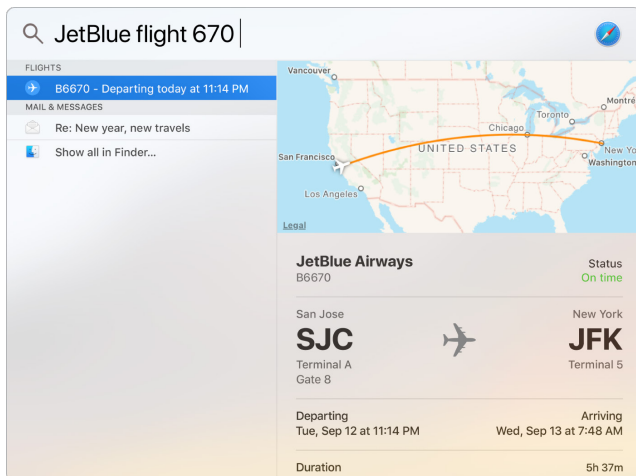 JetBlue flight 670
FLIGHTS
B6670 - Departing today at 11:14 PM
MAIL & MESSAGES
Re: New year, new travels
Show all in Finder...
Vancouver
Montré
Toronto
Chicago
New Yo
UNITED STATES
San Francisco
Washington
Los Angeles
Legal
JetBlue Airways
Status
B6670
On time
San Jose
New York
SJC
JFK
Terminal A
Terminal 5
Gate 8
Departing
Arriving
Tue, Sep 12 at 11:14 PM
Wed, Sep 13 at 7:48 AM
Duration
5h 37m